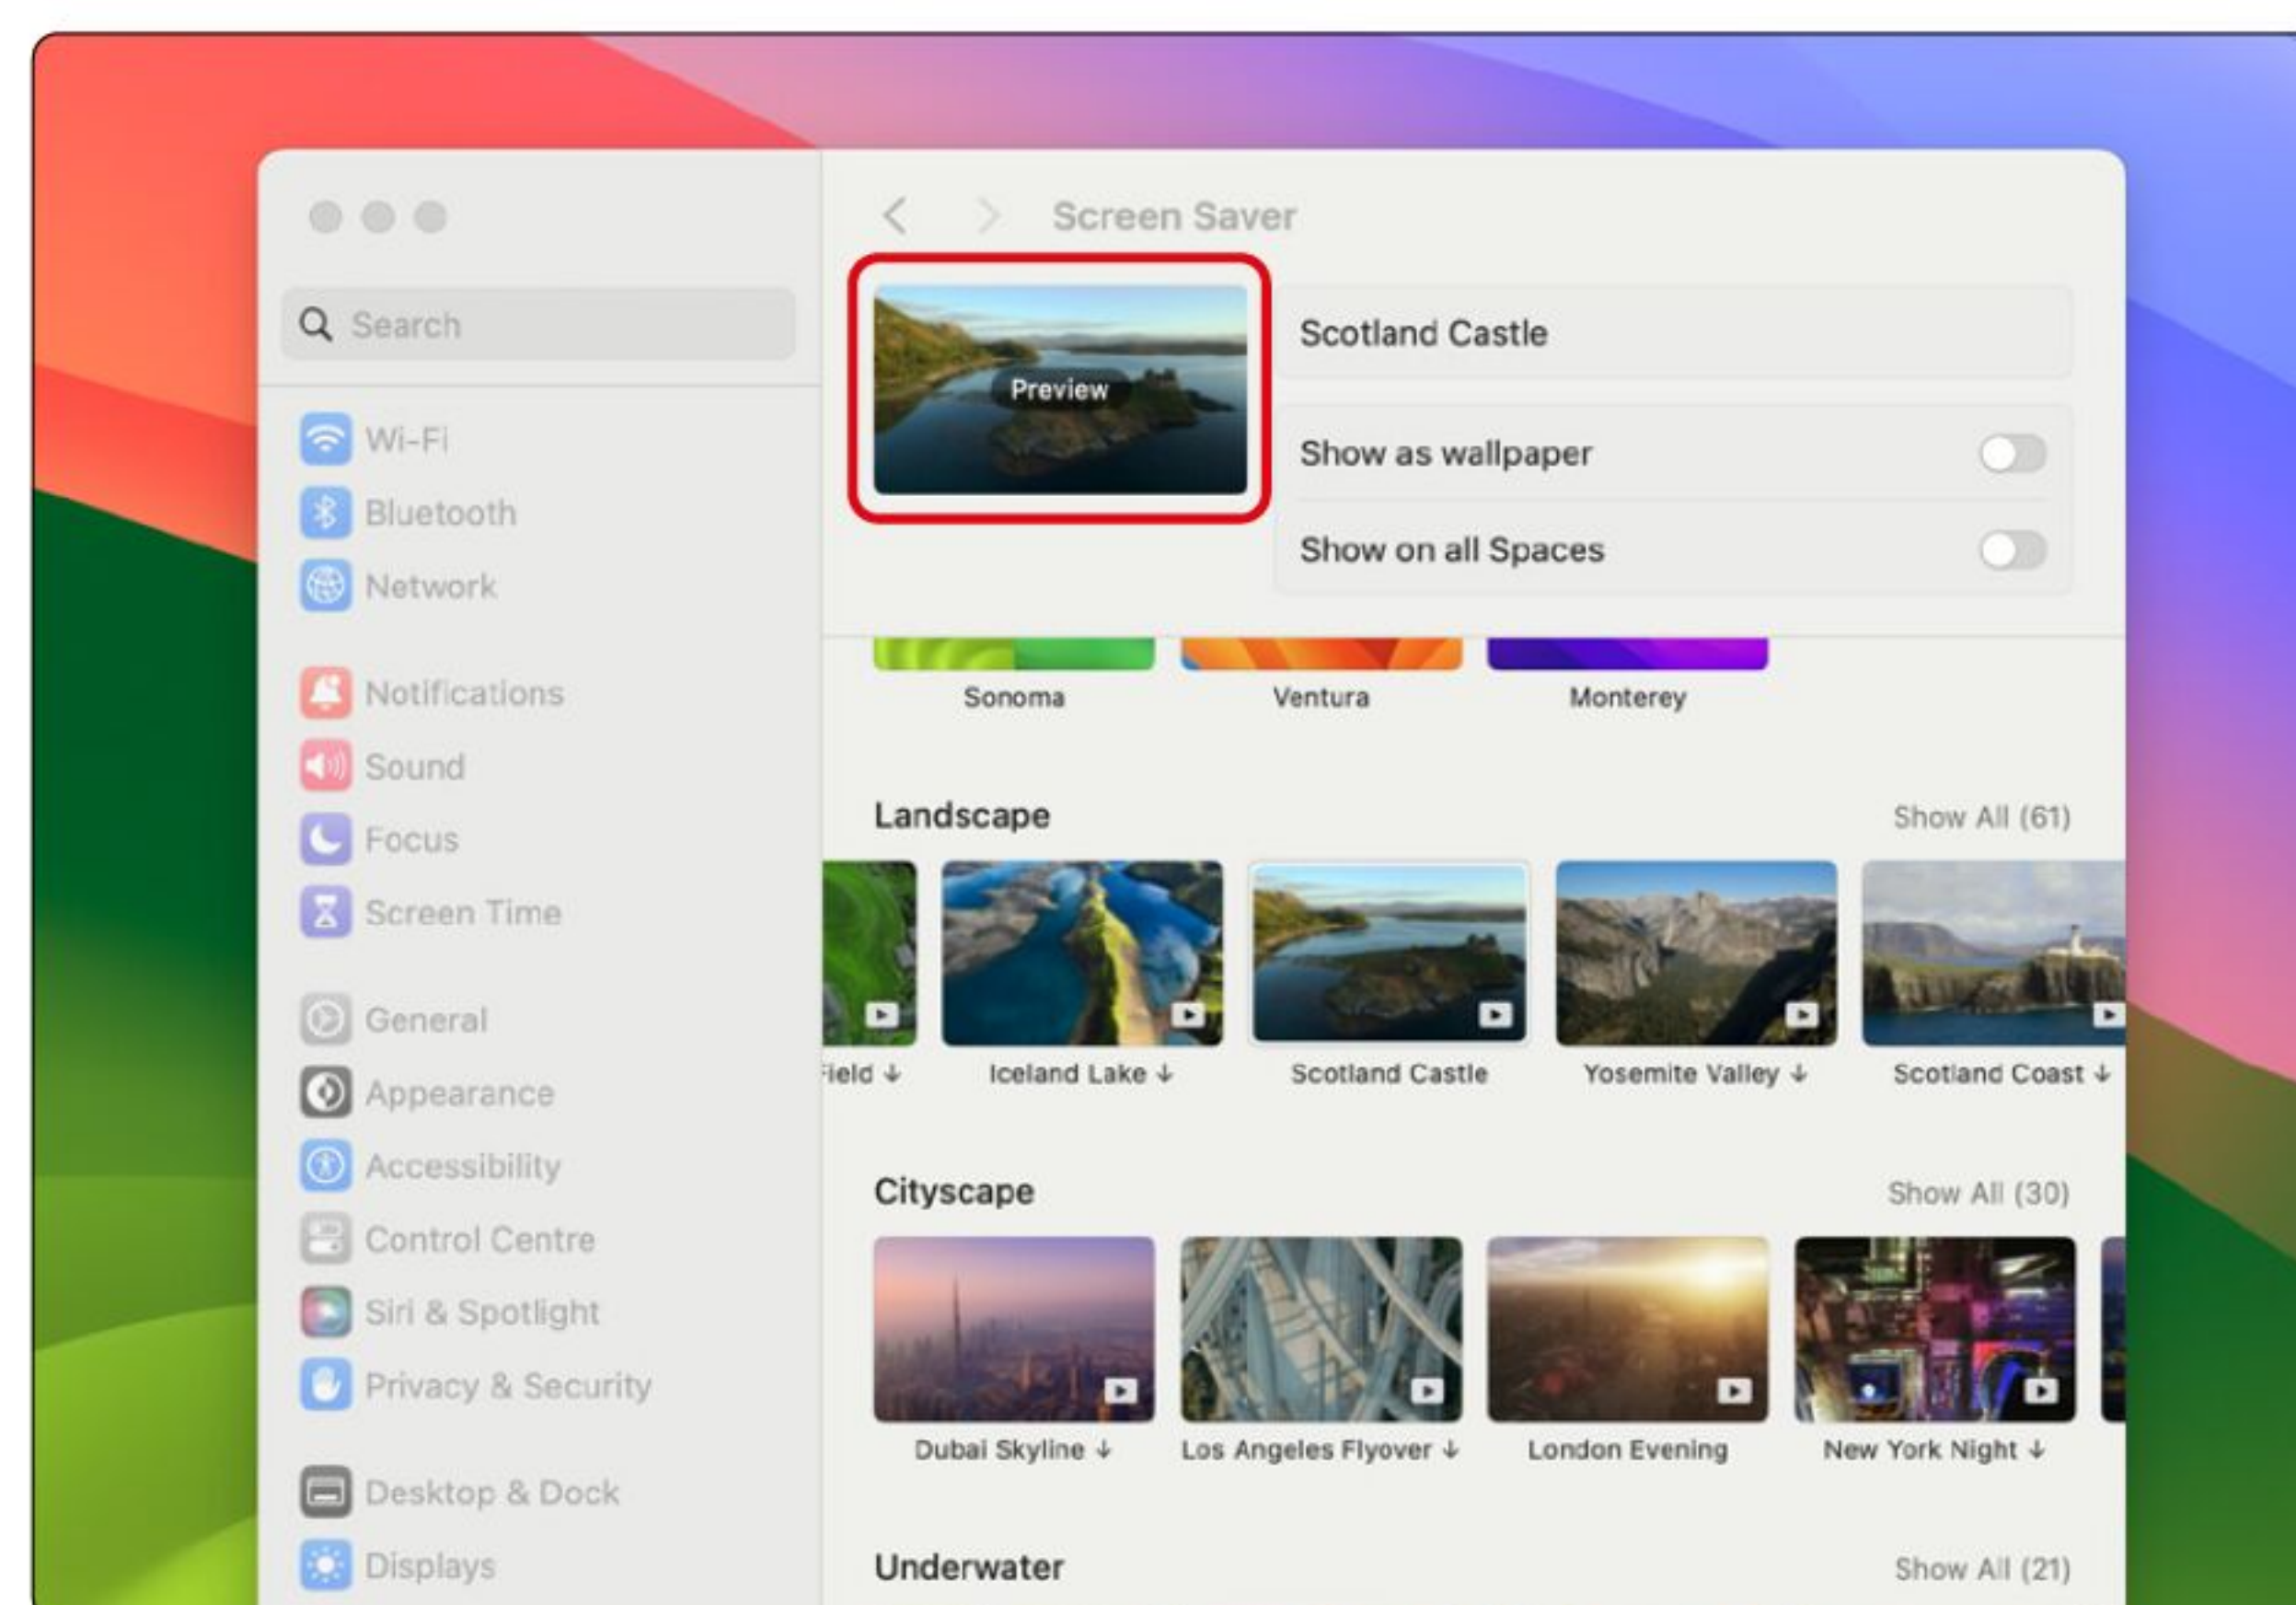 Search
Wi-Fi
Bluetooth
Network
Notifications
Sound
Focus
Screen Time
General
Appearance
Accessibility
Control Centre
Siri & Spotlight
Privacy & Security
Desktop & Dock
Displays
Screen Saver
Preview
Scotland Castle
Show as wallpaper
Show on all Spaces
Sonoma Ventura Monterey
Landscape Show All (61)
Field ↓ Iceland Lake ↓ Scotland Castle Yosemite Valley ↓ Scotland Coast ↓
Cityscape Show All (30)
Dubai Skyline ↓ Los Angeles Flyover ↓ London Evening New York Night ↓
Underwater Show All (21)